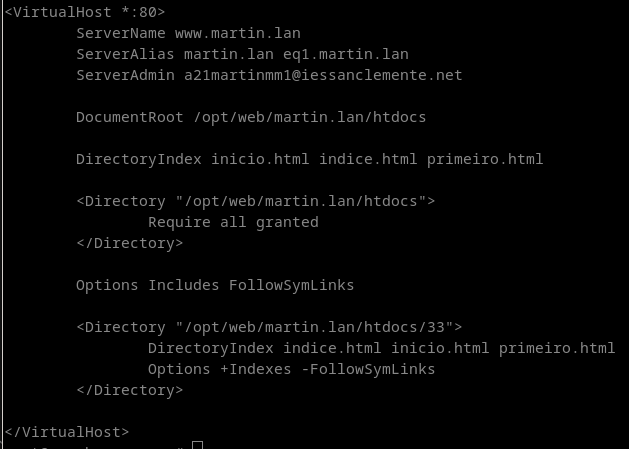 <VirtualHost *:80>
ServerName www.martin.lan
ServerAlias martin.lan eq1.martin.lan
ServerAdmin a21martinmm1@iessanclemente.net
DocumentRoot /opt/web/martin.lan/htdocs
DirectoryIndex inicio.html indice.html primeiro.html
<Directory "/opt/web/martin.lan/htdocs">
Require all granted
</Directory>
Options Includes FollowSymLinks
<Directory "/opt/web/martin.lan/htdocs/33">
DirectoryIndex indice.html inicio.html primeiro.html
Options +Indexes -FollowSymLinks
</Directory>
</VirtualHost>